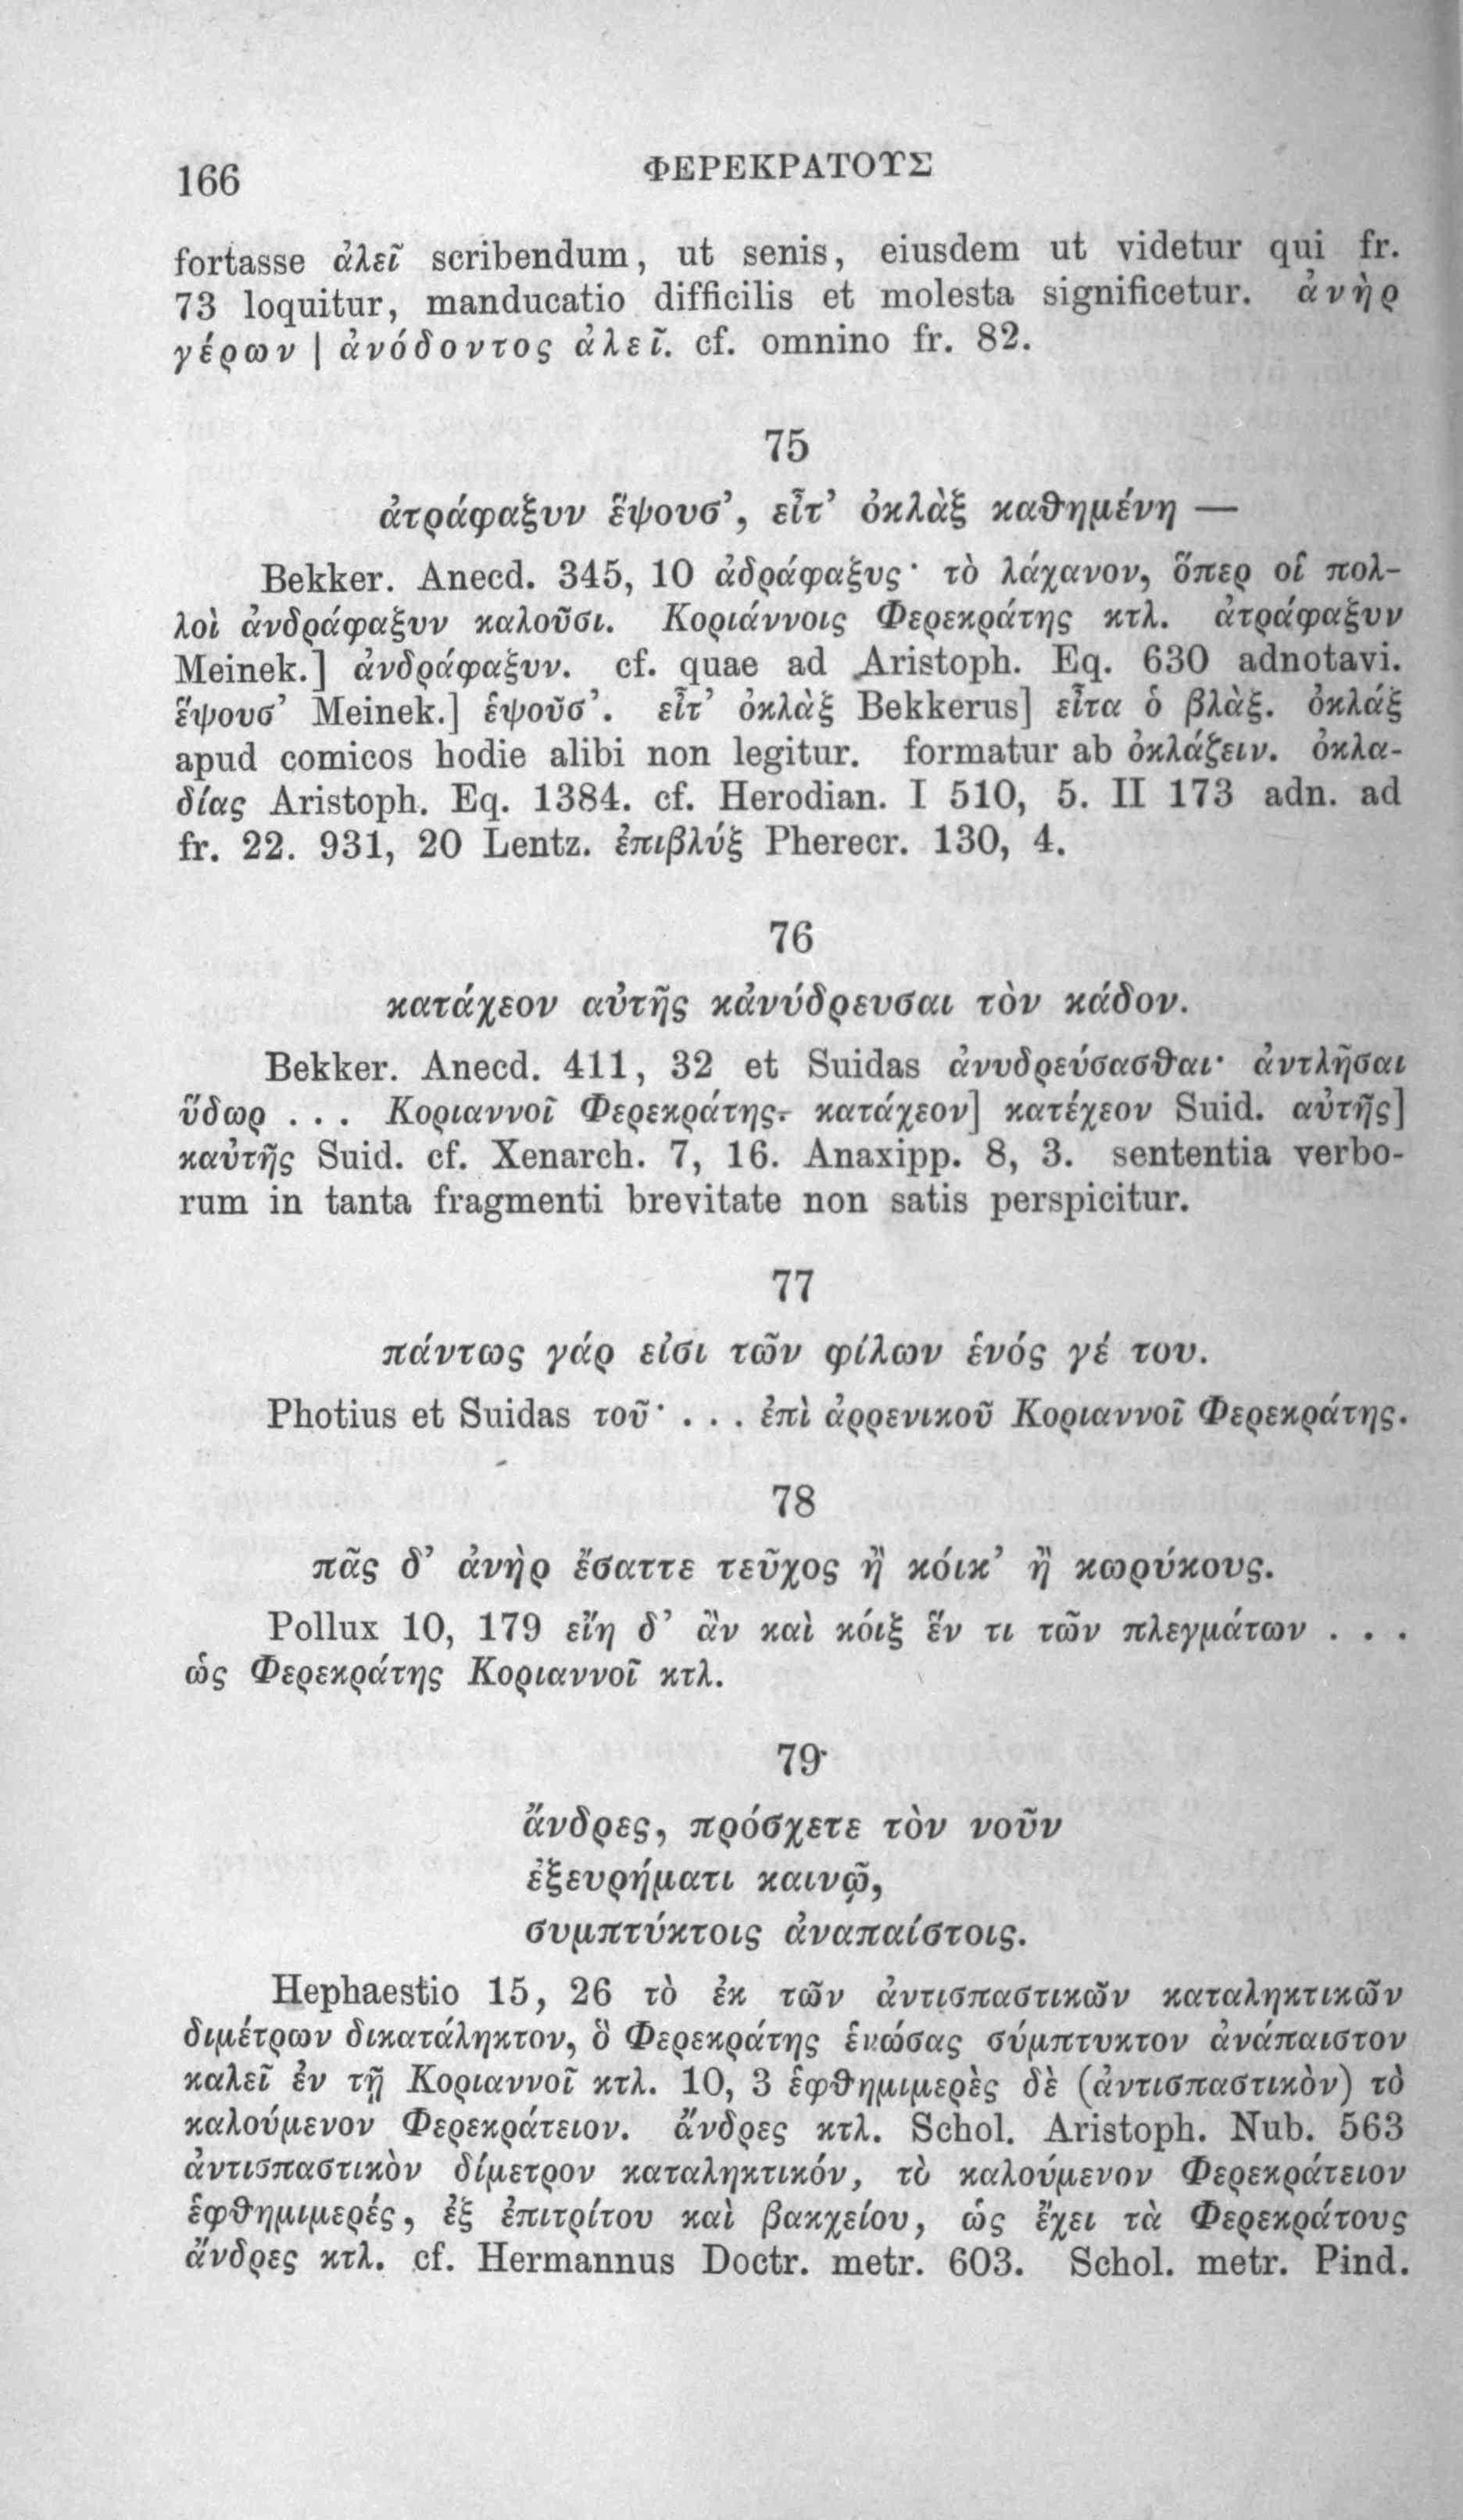 166
ΦΕΡΕΚΡΑΤΟΥΣ
fortasse ἀλεῖ scribendum, ut senis, eiusdem ut videtur qui fr.
73 loquitur, manducatio difficilis et molesta significetur. ἀνὴρ
γέρων | ἀνόδοντος ἀλεῖ. cf. omnino fr. 82.
75
ἀτράφαξυν ἕψουσ’, εἶτ’ ὀκλὰξ καθημένη —
Bekker. Anecd. 345, 10 ἀδράφαξυς· τὸ λάχανον, ὅπερ οἱ πολ-
λοὶ ἀνδράφαξυν καλοῦσι. Κοριάννοις Φερεκράτης κτλ. ἀτράφαξυν
Meinek.] ἀνδράφαξυν. cf. quae ad Aristoph. Eq. 630 adnotavi.
ἕψουσ’ Meinek.] ἑψοῦσ’. εἶτ’ ὀκλὰξ Bekkerus] εἶτα ὁ βλὰξ. ὀκλάξ
apud comicos hodie alibi non legitur. formatur ab ὀκλάζειν. ὀκλα-
δίας Aristoph. Eq. 1384. cf. Herodian. I 510, 5. II 173 adn. ad
fr. 22. 931, 20 Lentz. ἐπιβλύξ Pherecr. 130, 4.
76
κατάχεον αὐτῆς κἀνύδρευσαι τὸν κάδον.
Bekker. Anecd. 411, 32 et Suidas ἀνυδρεύσασθαι· ἀντλῆσαι
ὕδωρ . . . Κοριαννοῖ Φερεκράτης. κατάχεον] κατέχεον Suid. αὐτῆς]
καὐτῆς Suid. cf. Xenarch. 7, 16. Anaxipp. 8, 3. sententia verbo-
rum in tanta fragmenti brevitate non satis perspicitur.
77
πάντως γάρ εἰσι τῶν φίλων ἑνός γέ του.
Photius et Suidas τοῦ· . . . ἐπὶ ἀρρενικοῦ Κοριαννοῖ Φερεκράτης.
78
πᾶς δ’ ἀνὴρ ἔσαττε τεῦχος ἢ κόικ’ ἢ κωρύκους.
Pollux 10, 179 εἴη δ’ ἂν καὶ κόιξ ἕν τι τῶν πλεγμάτων . . .
ὡς Φερεκράτης Κοριαννοῖ κτλ.
79
ἄνδρες, πρόσχετε τὸν νοῦν
ἐξευρήματι καινῷ,
συμπτύκτοις ἀναπαίστοις.
Hephaestio 15, 26 τὸ ἐκ τῶν ἀντισπαστικῶν καταληκτικῶν
διμέτρων δικατάληκτον, ὃ Φερεκράτης ἑνώσας σύμπτυκτον ἀνάπαιστον
καλεῖ ἐν τῇ Κοριαννοῖ κτλ. 10, 3 ἑφθημιμερὲς δὲ (ἀντισπαστικὸν) τὸ
καλούμενον Φερεκράτειον. ἄνδρες κτλ. Schol. Aristoph. Nub. 563
ἀντισπαστικὸν δίμετρον καταληκτικόν, τὸ καλούμενον Φερεκράτειον
ἑφθημιμερές, ἐξ ἐπιτρίτου καὶ βακχείου, ὡς ἔχει τὰ Φερεκράτους
ἄνδρες κτλ. cf. Hermannus Doctr. metr. 603. Schol. metr. Pind.